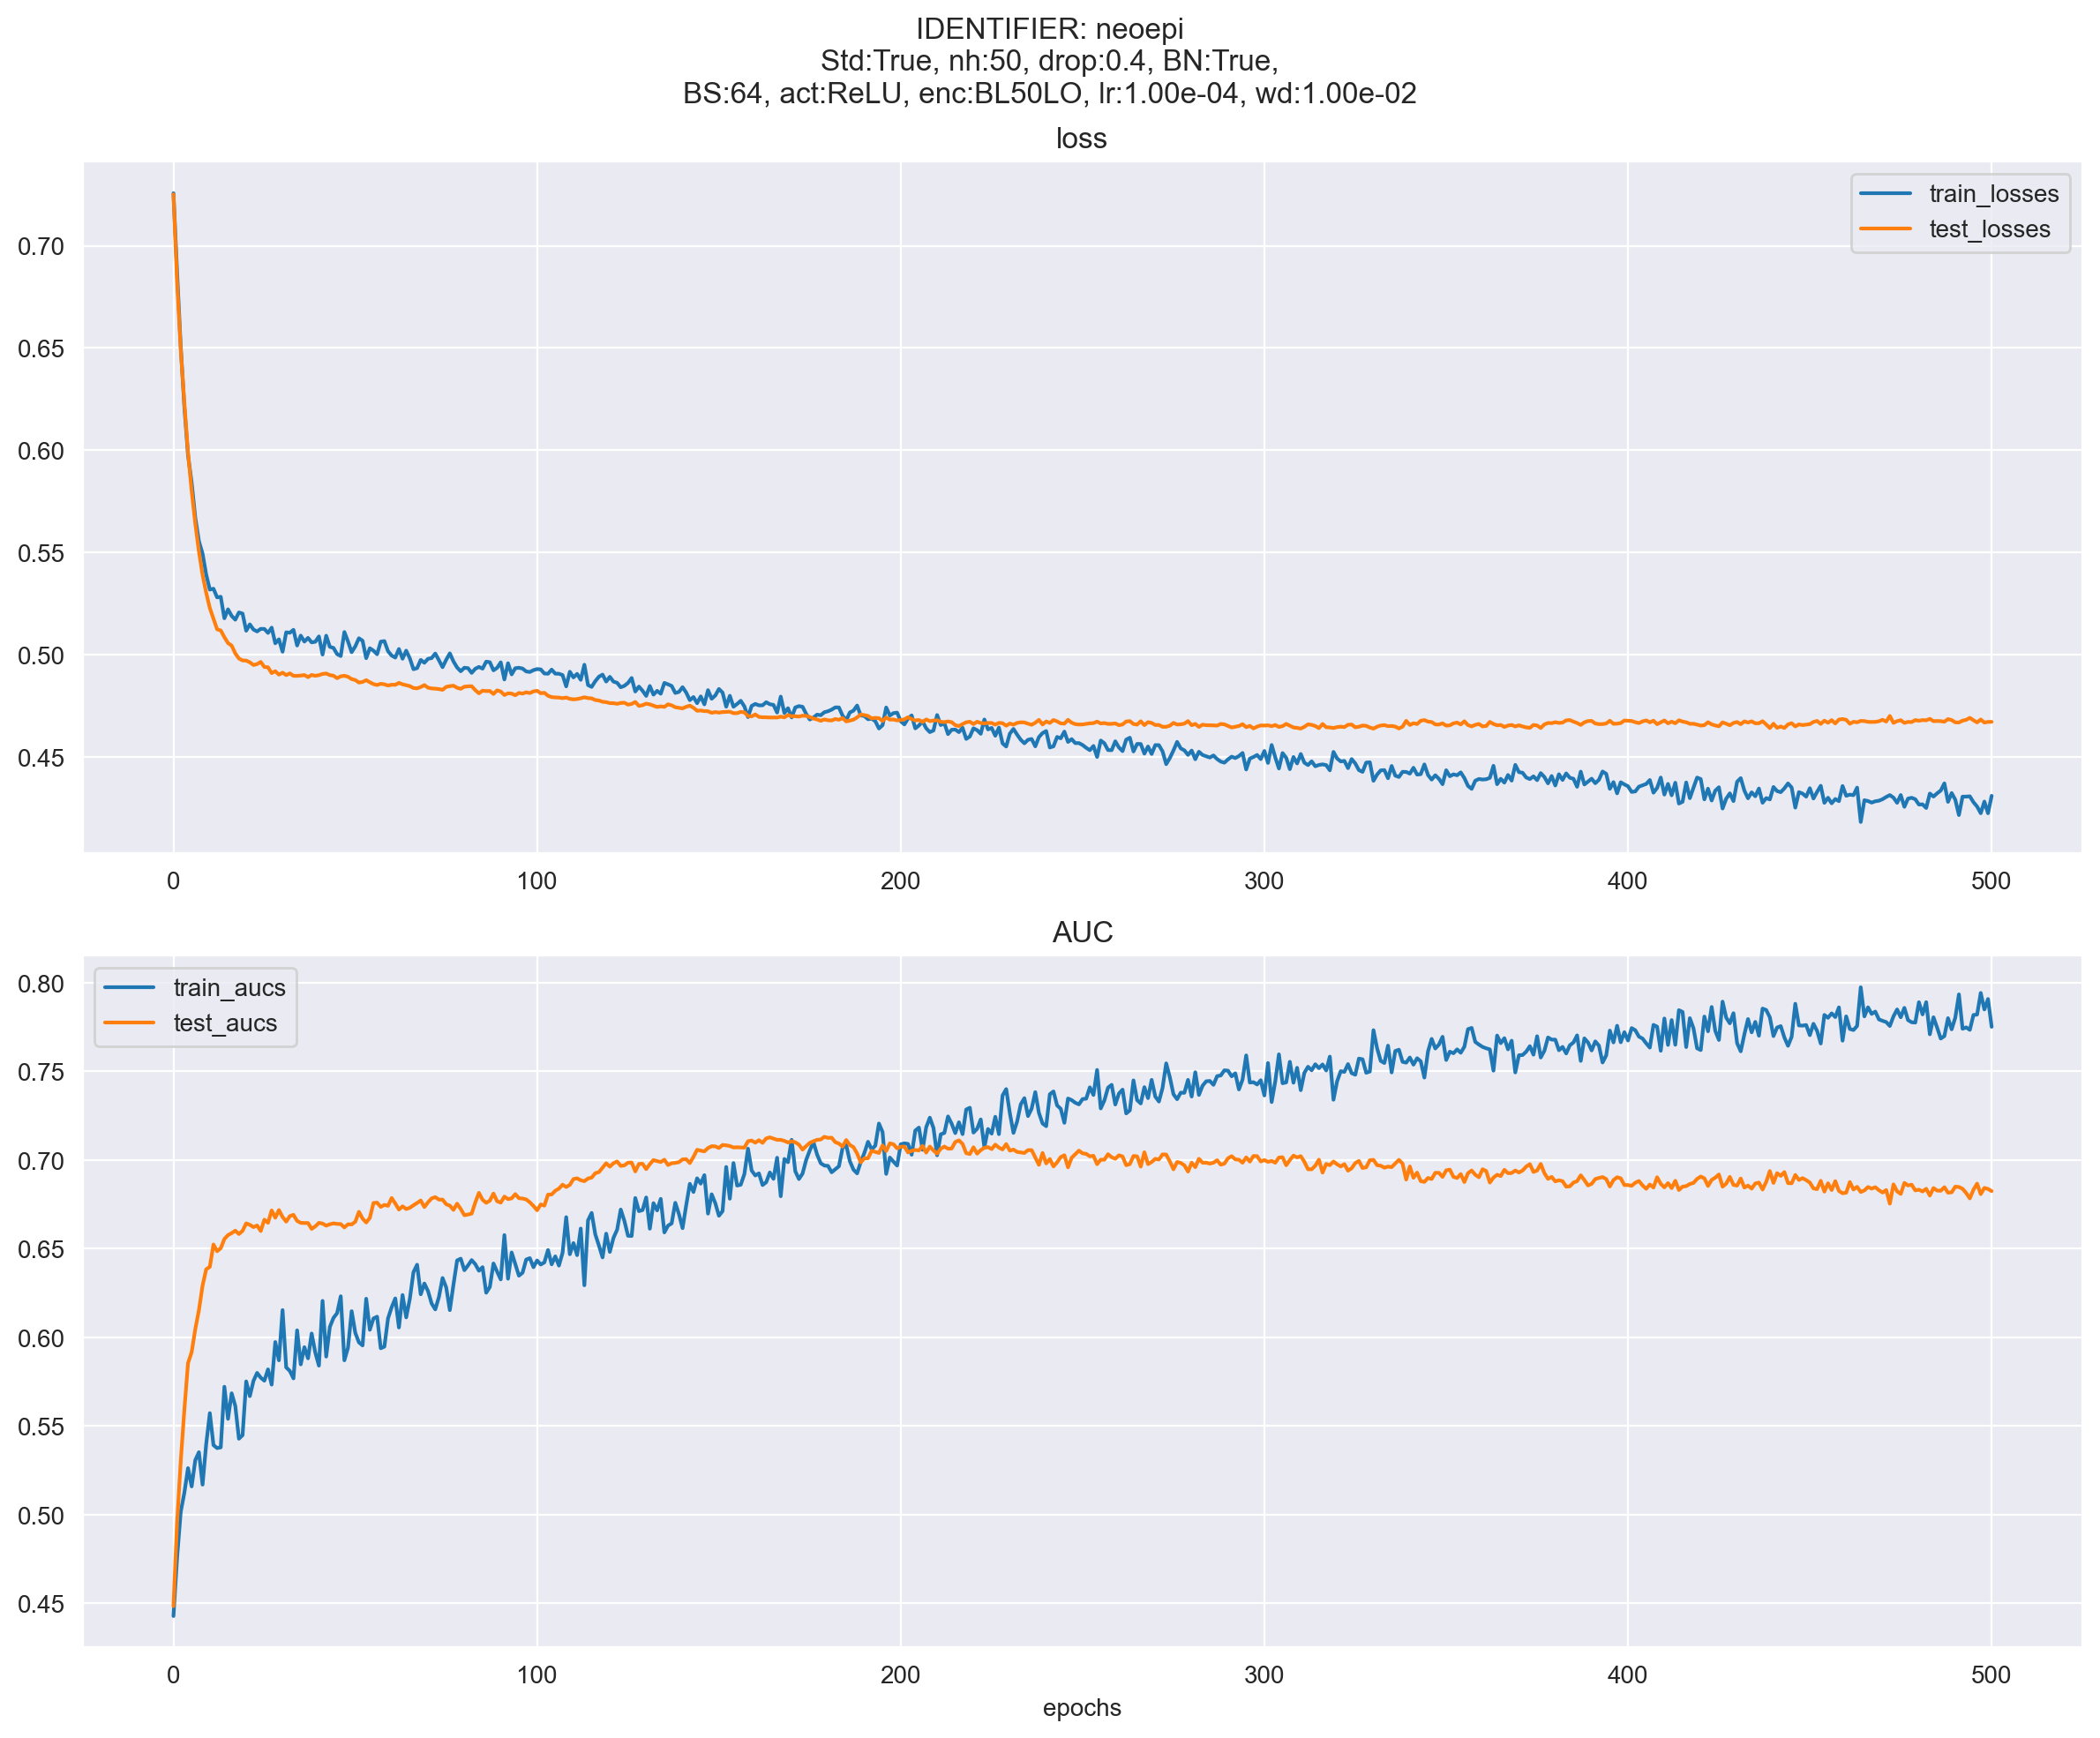 IDENTIFIER: neoepi
Std:True, nh:50, drop:0.4, BN:True,
BS:64, act:ReLU, enc:BL50LO, lr:1.00e-04, wd:1.00e-02
loss
train_losses
test_losses
0.70
0.65
0.60
0.55
0.50
0.45
0 100 200 300 400 500
AUC
train_aucs
test_aucs
0.80
0.75
0.70
0.65
0.60
0.55
0.50
0.45
0 100 200 300 400 500
epochs